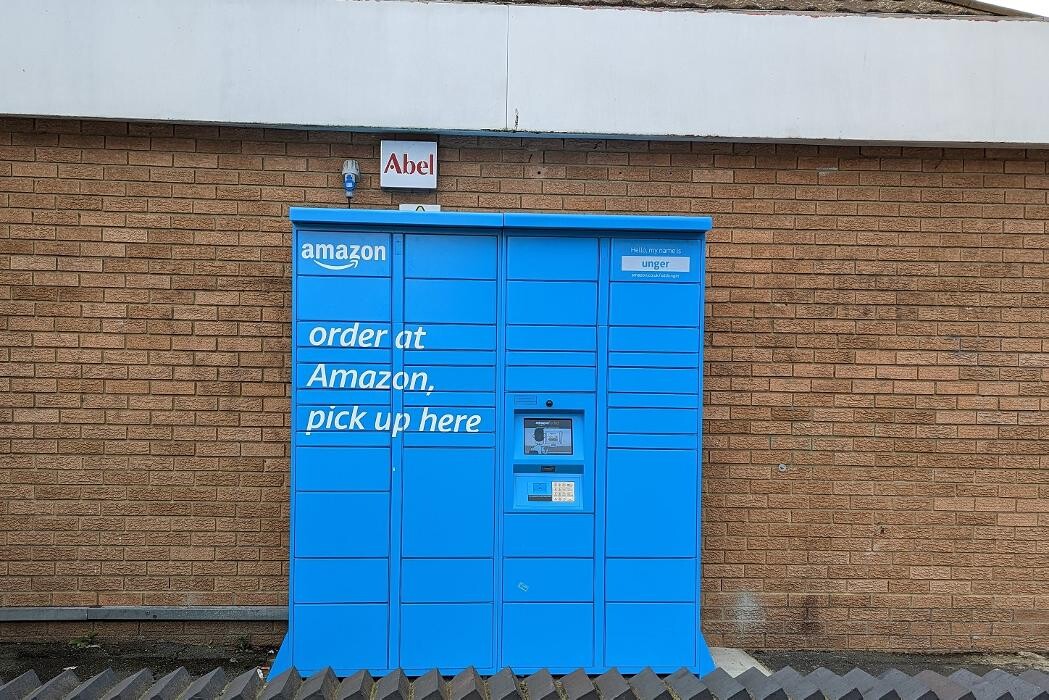 Abel
amazon
Hello, my name is
unger
order at
Amazon,
pick up here